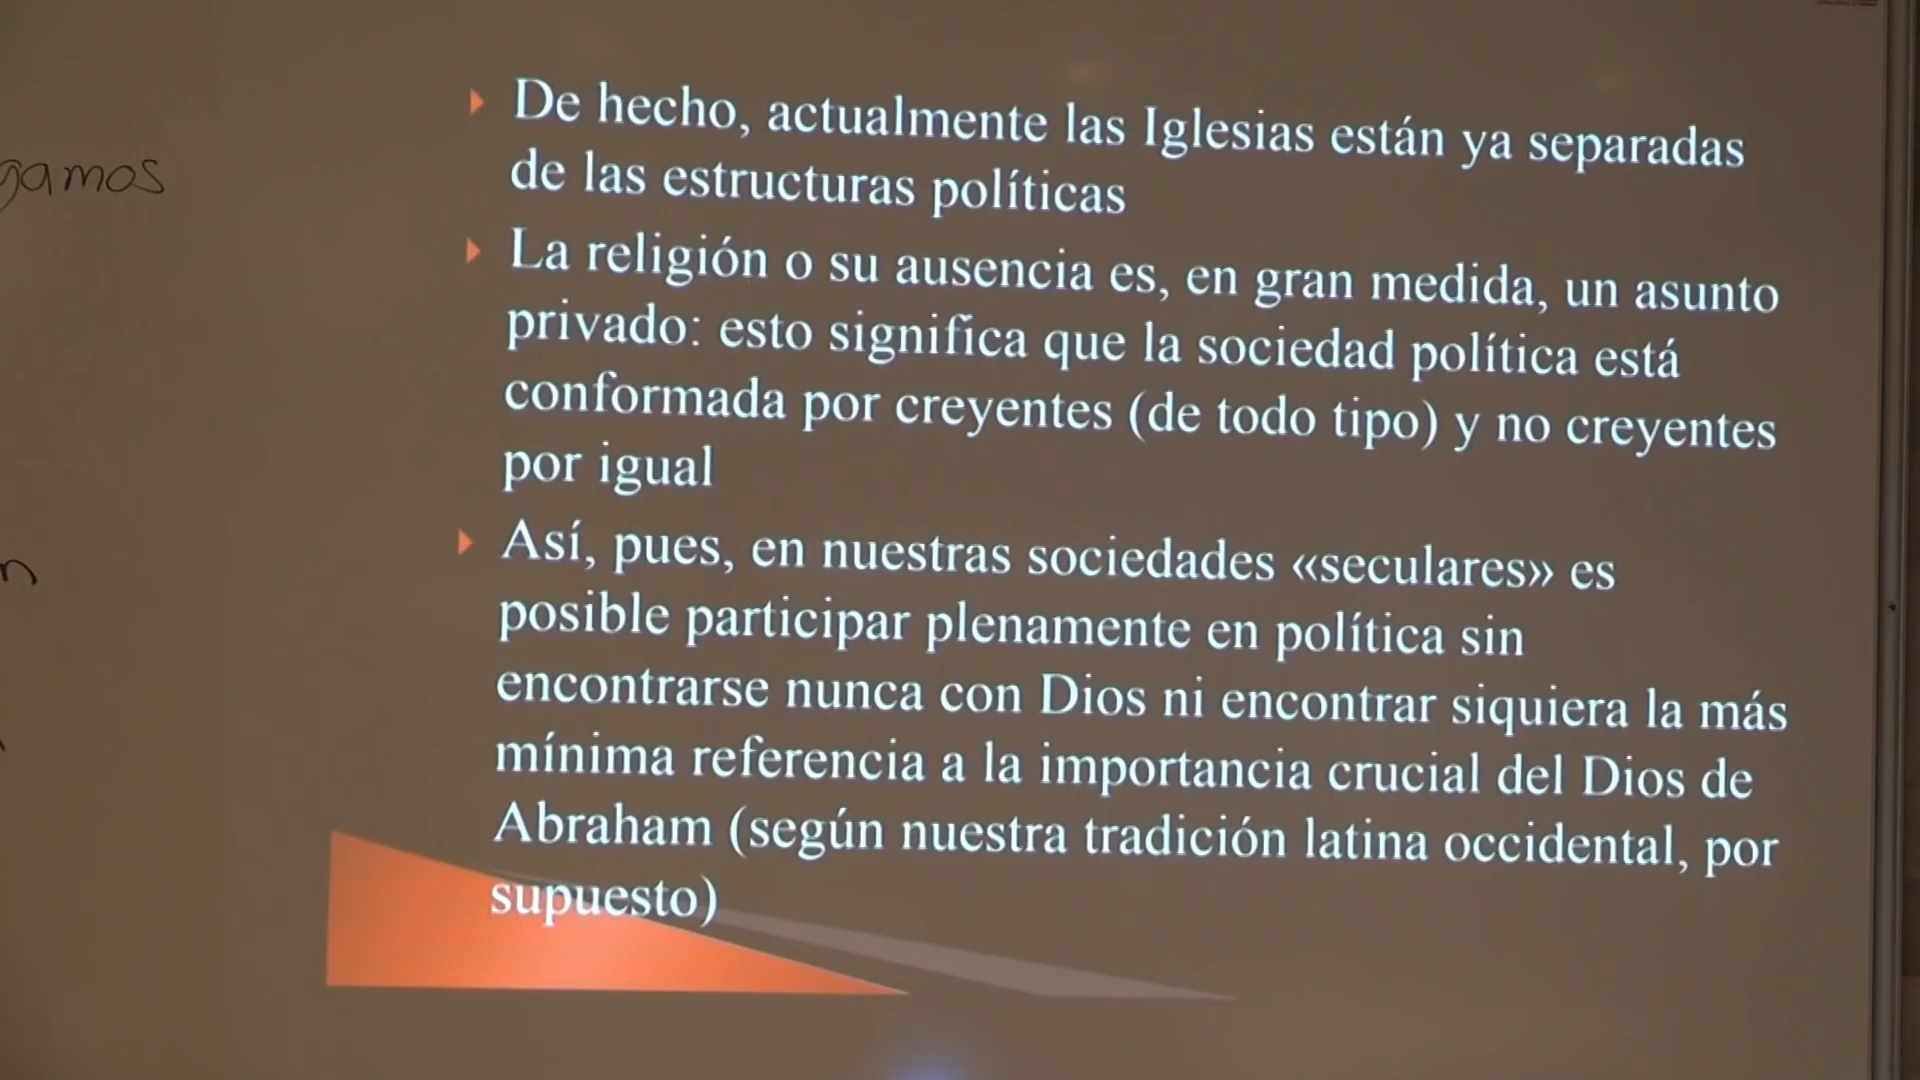 De hecho, actualmente las Iglesias están ya separadas
de las estructuras políticas
La religión o su ausencia es, en gran medida, un asunto
privado: esto significa que la sociedad política está
conformada por creyentes (de todo tipo) y no creyentes
por igual
Así, pues, en nuestras sociedades «seculares» es
posible participar plenamente en política sin
encontrarse nunca con Dios ni encontrar siquiera la más
mínima referencia a la importancia crucial del Dios de
Abraham (según nuestra tradición latina occidental, por
supuesto)
gamos
n